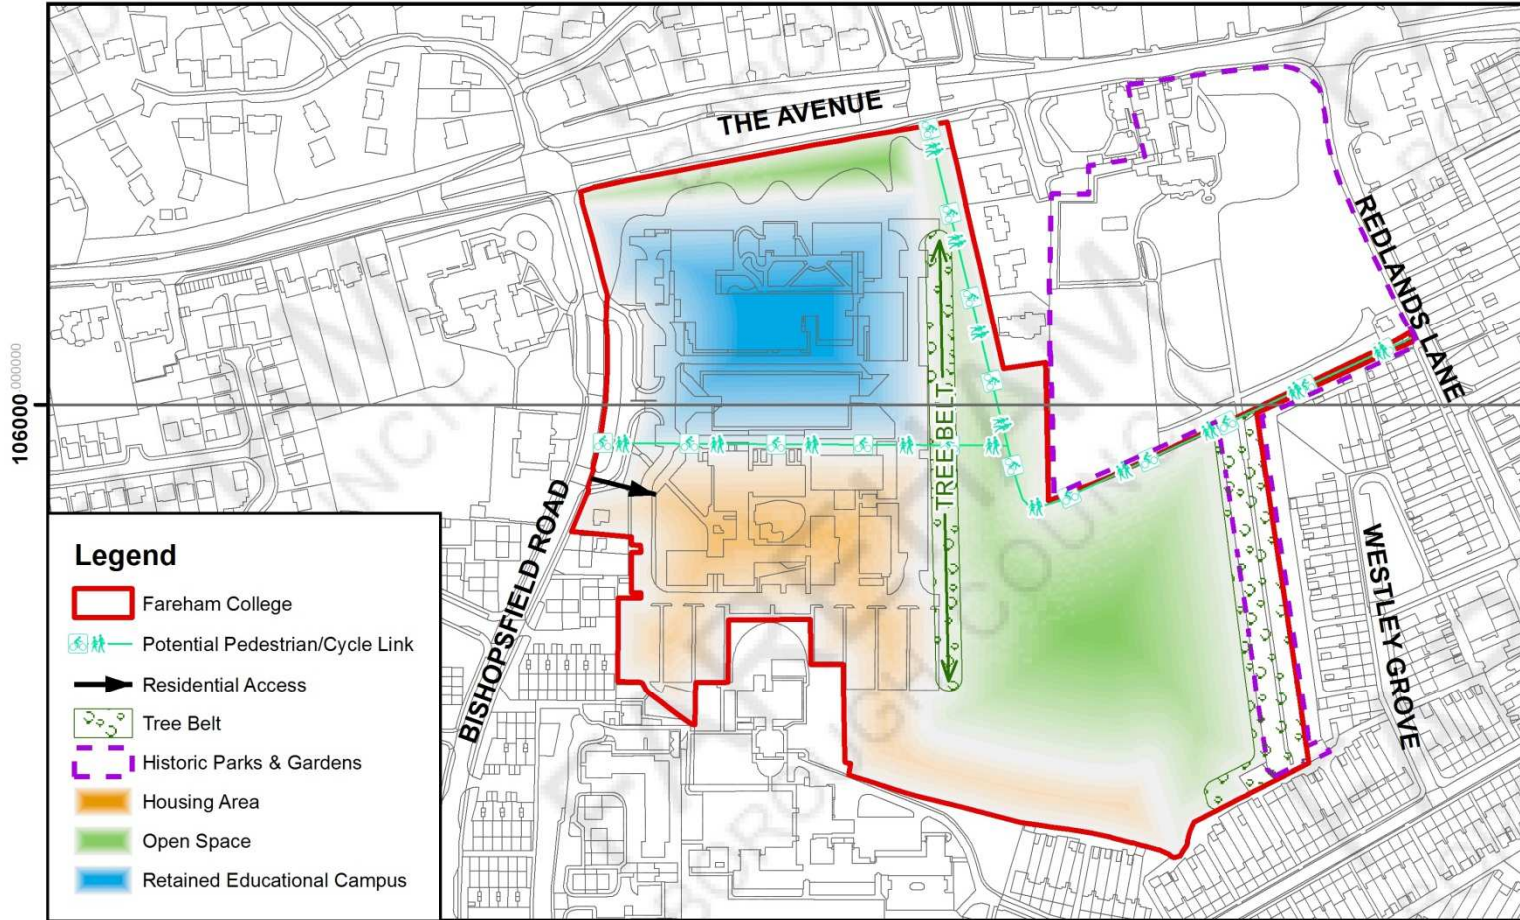 THE AVENUE
REDLANDS LANE
106000.000000
TREE BELT
BISHOPSFIELD ROAD
WESTLEY GROVE
Legend
Fareham College
Potential Pedestrian/Cycle Link
Residential Access
Tree Belt
Historic Parks & Gardens
Housing Area
Open Space
Retained Educational Campus